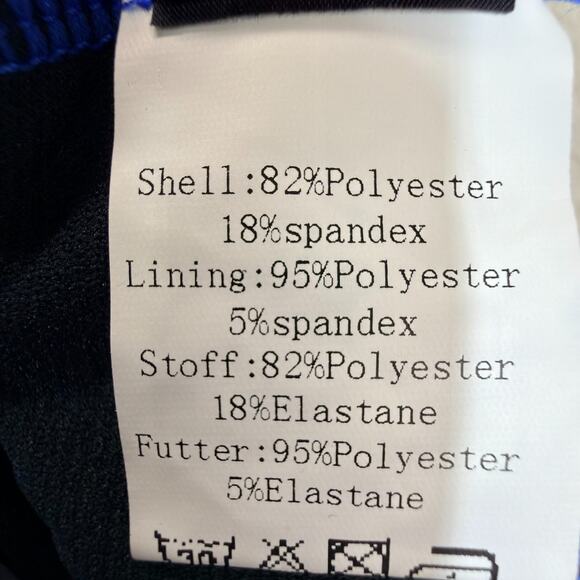 Shell:82%Polyester
18%spandex
Lining:95%Polyester
5%spandex
Stoff:82%Polyester
18%Elastane
Futter:95%Polyester
5%Elastane
30